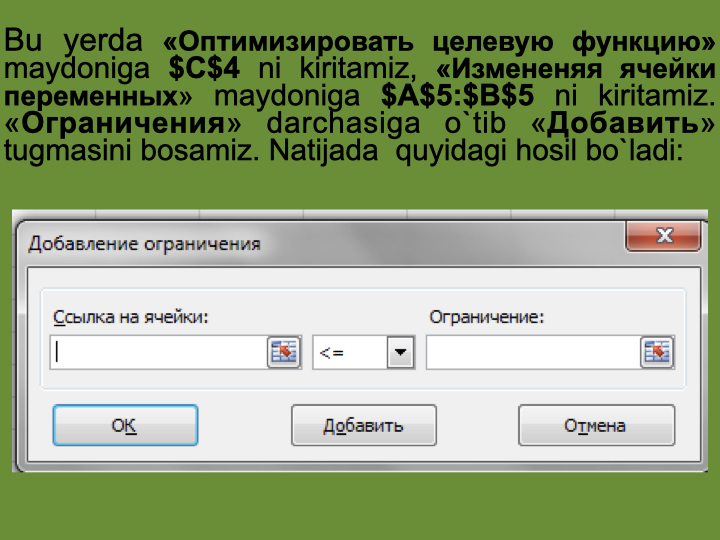 Bu yerda «Оптимизировать целевую функцию»
maydoniga $C$4 ni kiritamiz, «Измененяя ячейки
переменных» maydoniga $A$5:$B$5 ni kiritamiz.
«Ограничения» darchasiga o`tib «Добавить»
tugmasini bosamiz. Natijada quyidagi hosil bo`ladi:
Добавление ограничения
Ссылка на ячейки:
Ограничение:
<=
ОК
Добавить
Отмена